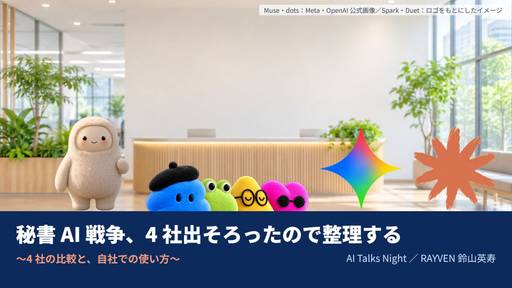 Muse・dots：Meta・OpenAI 公式画像／Spark・Duet：ロゴをもとにしたイメージ
秘書 AI 戦争、4 社出そろったので整理する
〜4 社の比較と、自社での使い方〜
AI Talks Night ／ RAYVEN 鈴山英寿